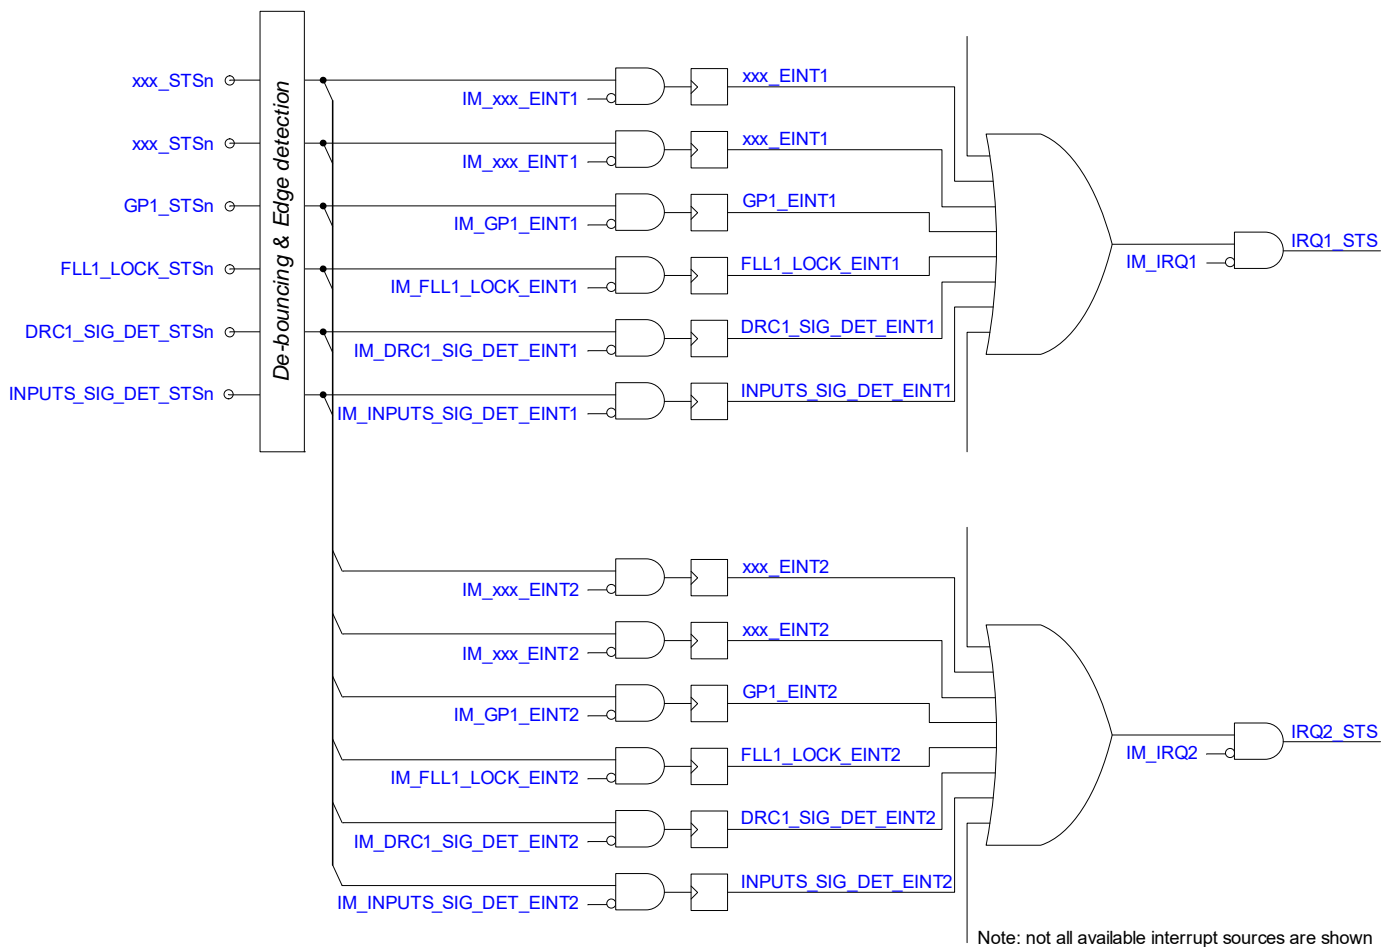 xxx_STSn
xxx_STSn
GP1_STSn
FLL1_LOCK_STSn
DRC1_SIG_DET_STSn
INPUTS_SIG_DET_STSn
De-bouncing & Edge detection
IM_xxx_EINT1
xxx_EINT1
IM_xxx_EINT1
xxx_EINT1
IM_GP1_EINT1
GP1_EINT1
IM_FLL1_LOCK_EINT1
FLL1_LOCK_EINT1
IM_DRC1_SIG_DET_EINT1
DRC1_SIG_DET_EINT1
IM_INPUTS_SIG_DET_EINT1
INPUTS_SIG_DET_EINT1
IM_IRQ1
IRQ1_STS
IM_xxx_EINT2
xxx_EINT2
IM_xxx_EINT2
xxx_EINT2
IM_GP1_EINT2
GP1_EINT2
IM_FLL1_LOCK_EINT2
FLL1_LOCK_EINT2
IM_DRC1_SIG_DET_EINT2
DRC1_SIG_DET_EINT2
IM_INPUTS_SIG_DET_EINT2
INPUTS_SIG_DET_EINT2
IM_IRQ2
IRQ2_STS
Note: not all available interrupt sources are shown